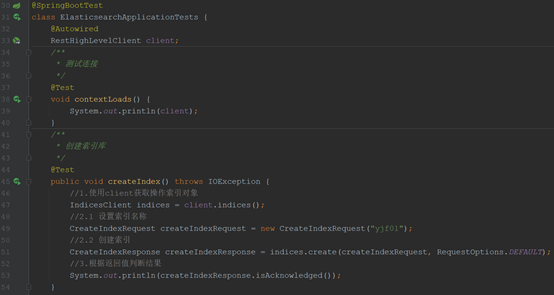 30 @SpringBootTest
31 class ElasticsearchApplicationTests {
32 @Autowired
33 RestHighLevelClient client;
34 /**
35 * 测试连接
36 */
37 @Test
38 void contextLoads() {
39 System.out.println(client);
40 }
41 /**
42 * 创建索引库
43 */
44 @Test
45 public void createIndex() throws IOException {
46 //1.使用client获取操作索引对象
47 IndicesClient indices = client.indices();
48 //2.1 设置索引名称
49 CreateIndexRequest createIndexRequest = new CreateIndexRequest("yjf01");
50 //2.2 创建索引
51 CreateIndexResponse createIndexResponse = indices.create(createIndexRequest, RequestOptions.DEFAULT);
52 //3.根据返回值判断结果
53 System.out.println(createIndexResponse.isAcknowledged());
54 }